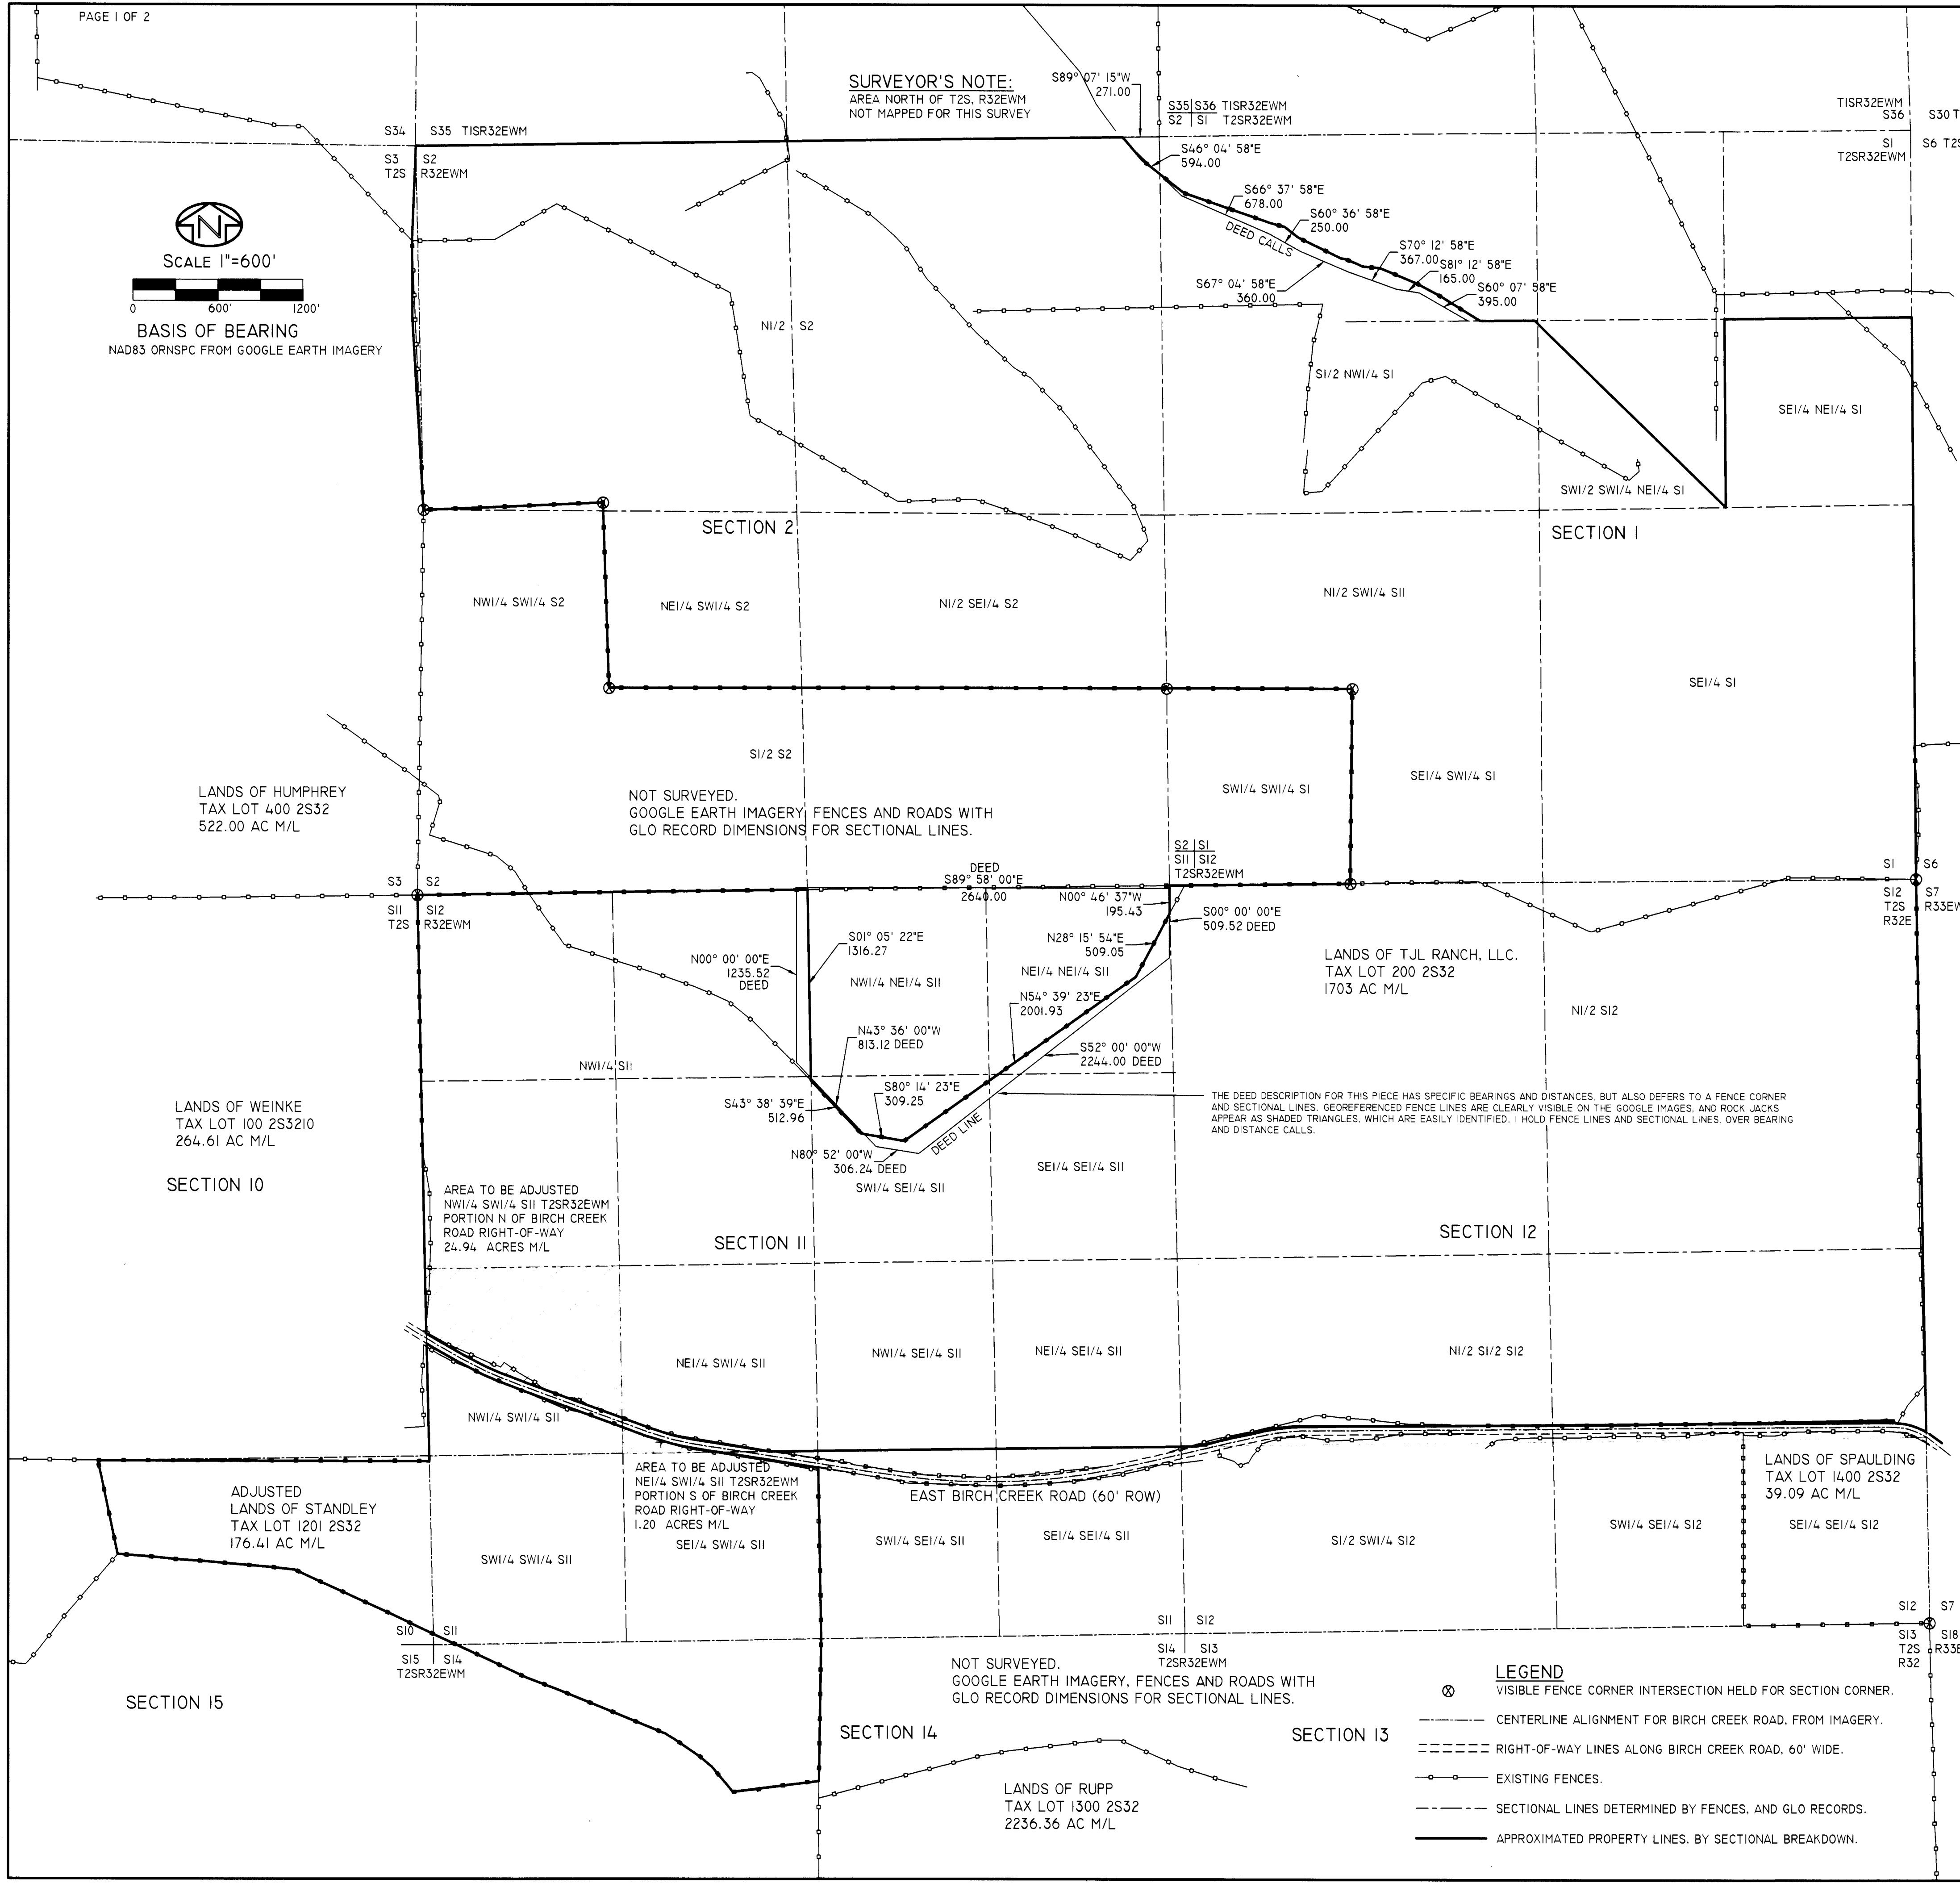 PAGE 1 OF 2
SURVEYOR'S NOTE:
AREA NORTH OF T2S, R32EWM
NOT MAPPED FOR THIS SURVEY
S89° 07' 15"W
271.00
S35 S36 T1SR32EWM
S2 S1 T2SR32EWM
T1SR32EWM
S36 S30 T
S1 S6 T2S
T2SR32EWM
S34 S35 T1SR32EWM
S3 S2
T2S R32EWM
S46° 04' 58"E
594.00
S66° 37' 58"E
678.00
S60° 36' 58"E
250.00
DEED CALLS
S70° 12' 58"E
367.00
S81° 12' 58"E
165.00
S67° 04' 58"E
360.00
S60° 07' 58"E
395.00
N
SCALE 1"=600'
0 600' 1200'
BASIS OF BEARING
NAD83 ORNSPC FROM GOOGLE EARTH IMAGERY
N1/2 S2
S1/2 NW1/4 S1
SE1/4 NE1/4 S1
SW1/2 SW1/4 NE1/4 S1
SECTION 2
SECTION 1
NW1/4 SW1/4 S2
NE1/4 SW1/4 S2
N1/2 SE1/4 S2
N1/2 SW1/4 S11
SE1/4 S1
S1/2 S2
SW1/4 SW1/4 S1
SE1/4 SW1/4 S1
LANDS OF HUMPHREY
TAX LOT 400 2S32
522.00 AC M/L
NOT SURVEYED.
GOOGLE EARTH IMAGERY, FENCES AND ROADS WITH
GLO RECORD DIMENSIONS FOR SECTIONAL LINES.
S2 S1
S11 S12
T2SR32EWM
S3 S2
S11 S12
T2S R32EWM
DEED
S89° 58' 00"E
2640.00
N00° 46' 37"W
195.43
S00° 00' 00"E
509.52 DEED
S1 S6
S12 S7
T2S R33EW
R32E
N00° 00' 00"E
1235.52
DEED
S01° 05' 22"E
1316.27
NW1/4 NE1/4 S11
N28° 15' 54"E
509.05
NE1/4 NE1/4 S11
N54° 39' 23"E
2001.93
LANDS OF TJL RANCH, LLC.
TAX LOT 200 2S32
1703 AC M/L
N1/2 S12
N43° 36' 00"W
813.12 DEED
S52° 00' 00"W
2244.00 DEED
NW1/4 S11
S80° 14' 23"E
309.25
S43° 38' 39"E
512.96
DEED LINE
N80° 52' 00"W
306.24 DEED
THE DEED DESCRIPTION FOR THIS PIECE HAS SPECIFIC BEARINGS AND DISTANCES, BUT ALSO DEFERS TO A FENCE CORNER
AND SECTIONAL LINES. GEOREFERENCED FENCE LINES ARE CLEARLY VISIBLE ON THE GOOGLE IMAGES, AND ROCK JACKS
APPEAR AS SHADED TRIANGLES, WHICH ARE EASILY IDENTIFIED. I HOLD FENCE LINES AND SECTIONAL LINES, OVER BEARING
AND DISTANCE CALLS.
LANDS OF WEINKE
TAX LOT 100 2S3210
264.61 AC M/L
SECTION 10
SE1/4 SE1/4 S11
SW1/4 SE1/4 S11
AREA TO BE ADJUSTED
NW1/4 SW1/4 S11 T2SR32EWM
PORTION N OF BIRCH CREEK
ROAD RIGHT-OF-WAY
24.94 ACRES M/L
SECTION 11
SECTION 12
NE1/4 SW1/4 S11
NW1/4 SE1/4 S11
NE1/4 SE1/4 S11
N1/2 S1/2 S12
NW1/4 SW1/4 S11
AREA TO BE ADJUSTED
NE1/4 SW1/4 S11 T2SR32EWM
PORTION S OF BIRCH CREEK
ROAD RIGHT-OF-WAY
1.20 ACRES M/L
EAST BIRCH CREEK ROAD (60' ROW)
LANDS OF SPAULDING
TAX LOT 1400 2S32
39.09 AC M/L
ADJUSTED
LANDS OF STANDLEY
TAX LOT 1201 2S32
176.41 AC M/L
SW1/4 SW1/4 S11
SE1/4 SW1/4 S11
SW1/4 SE1/4 S11
SE1/4 SE1/4 S11
S1/2 SW1/4 S12
SW1/4 SE1/4 S12
SE1/4 SE1/4 S12
S10 S11
S15 S14
T2SR32EWM
S11 S12
S14 S13
T2SR32EWM
S12 S7
S13 S18
T2S R33E
R32
SECTION 15
NOT SURVEYED.
GOOGLE EARTH IMAGERY, FENCES AND ROADS WITH
GLO RECORD DIMENSIONS FOR SECTIONAL LINES.
SECTION 14
SECTION 13
LANDS OF RUPP
TAX LOT 1300 2S32
2236.36 AC M/L
LEGEND
VISIBLE FENCE CORNER INTERSECTION HELD FOR SECTION CORNER.
CENTERLINE ALIGNMENT FOR BIRCH CREEK ROAD, FROM IMAGERY.
RIGHT-OF-WAY LINES ALONG BIRCH CREEK ROAD, 60' WIDE.
EXISTING FENCES.
SECTIONAL LINES DETERMINED BY FENCES, AND GLO RECORDS.
APPROXIMATED PROPERTY LINES, BY SECTIONAL BREAKDOWN.